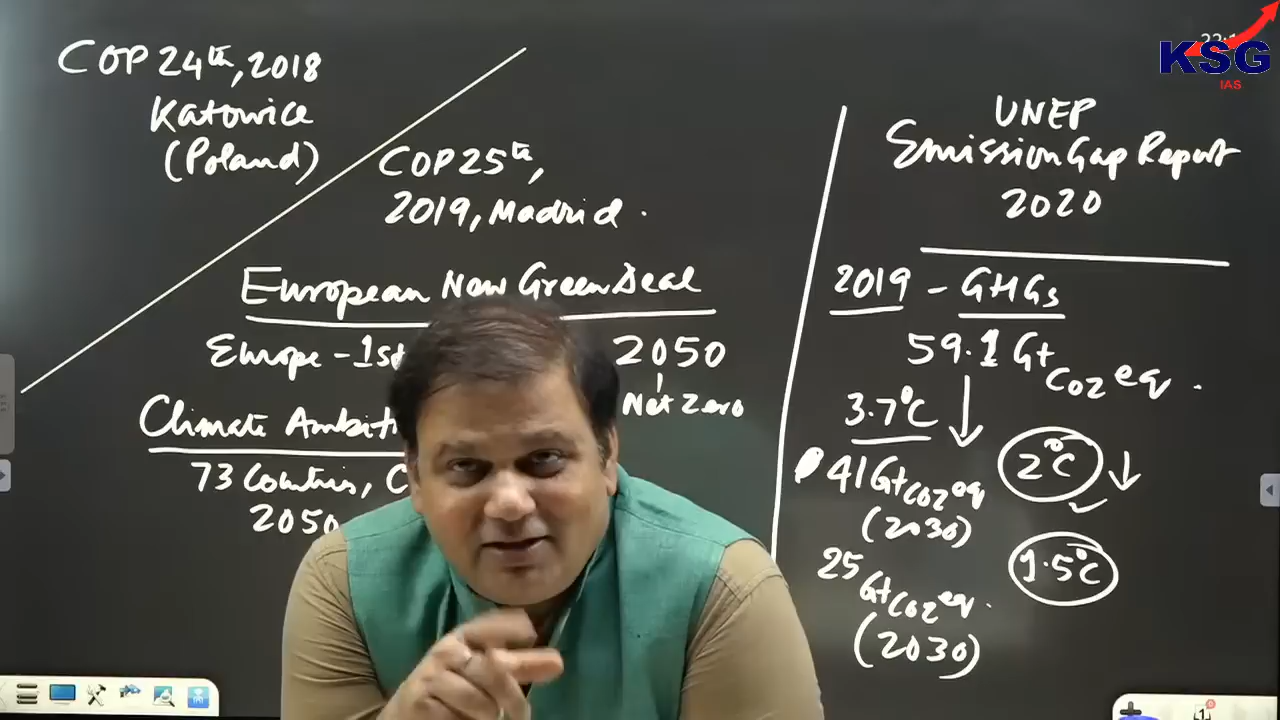 COP 24th, 2018
Katowice
(Poland)
COP 25th,
2019, Madrid.
European New Green Deal
Europe - 1st 2050
Net Zero
Climate
73 Countries, C
2050
UNEP
Emission Gap Report
2020
2019 - GHGs
59.1 Gt CO2 eq.
3.7°C
2°C
41 Gt CO2 eq
(2030)
1.5°C
25 Gt CO2 eq.
(2030)
KSG
IAS